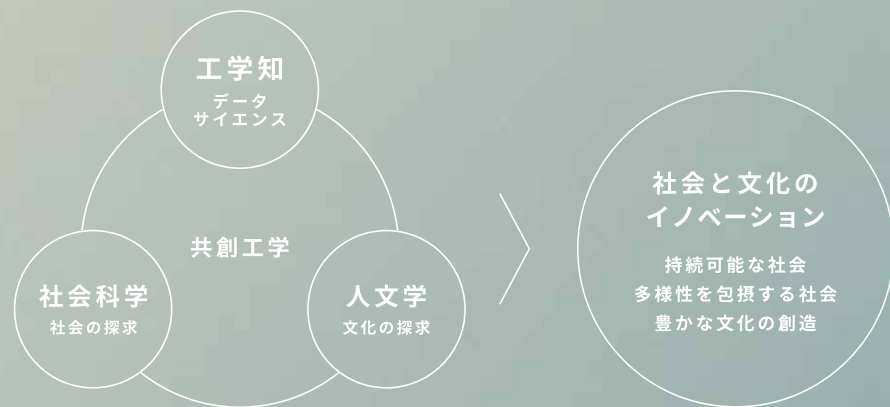 工学知
データ
サイエンス
共創工学
社会科学
社会の探求
人文学
文化の探求
社会と文化の
イノベーション
持続可能な社会
多様性を包摂する社会
豊かな文化の創造